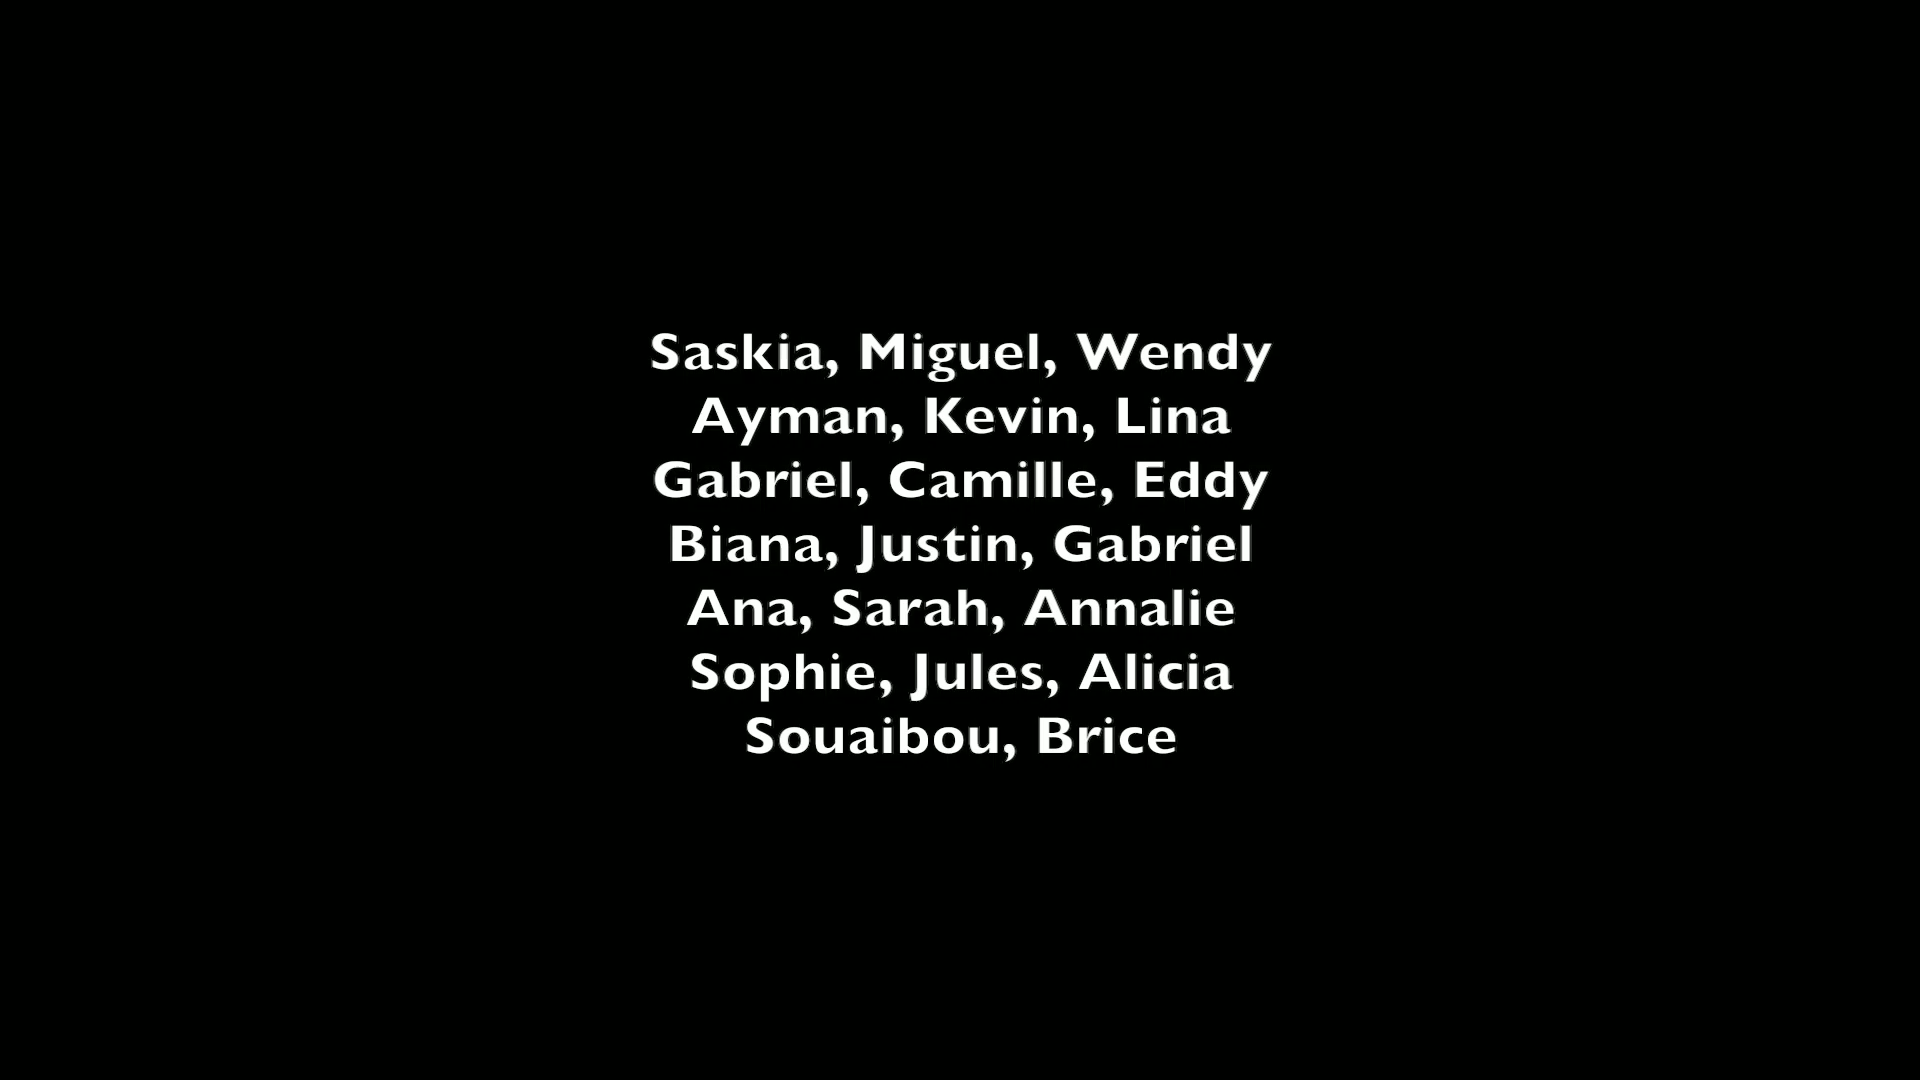 Saskia, Miguel, Wendy
Ayman, Kevin, Lina
Gabriel, Camille, Eddy
Biana, Justin, Gabriel
Ana, Sarah, Annalie
Sophie, Jules, Alicia
Souaibou, Brice